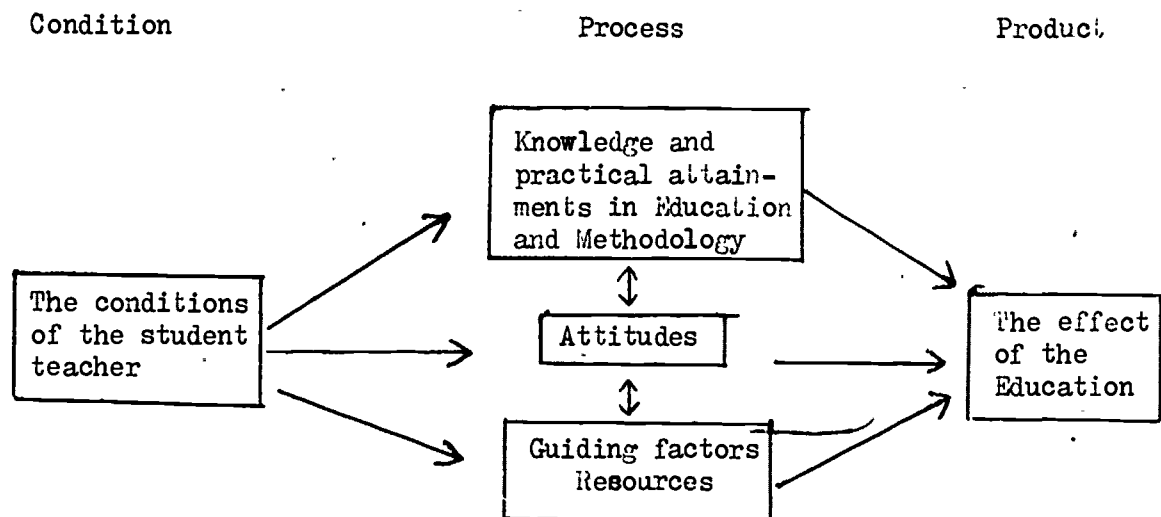 Condition Process Product
Knowledge and
practical attain-
ments in Education
and Methodology
The conditions
of the student
teacher
Attitudes
The effect
of the
Education
Guiding factors
Resources